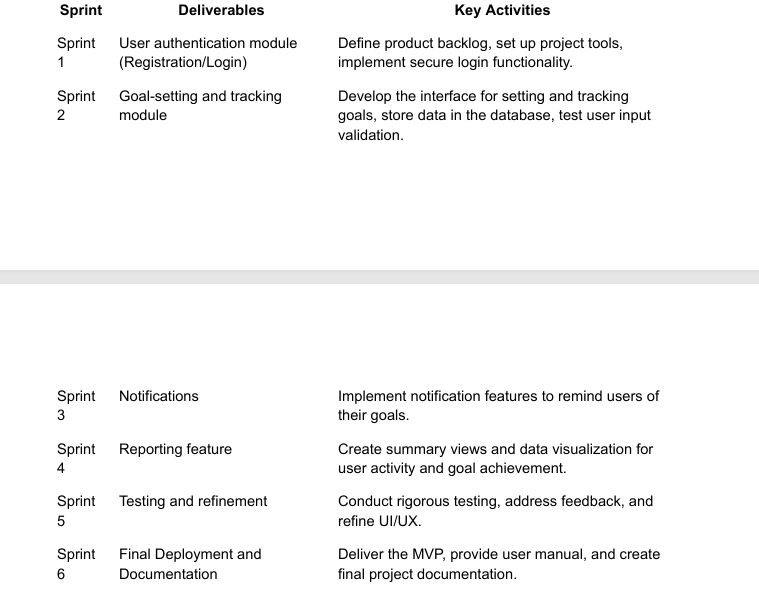 Sprint Deliverables Key Activities
Sprint 1 User authentication module (Registration/Login) Define product backlog, set up project tools, implement secure login functionality.
Sprint 2 Goal-setting and tracking module Develop the interface for setting and tracking goals, store data in the database, test user input validation.
Sprint 3 Notifications Implement notification features to remind users of their goals.
Sprint 4 Reporting feature Create summary views and data visualization for user activity and goal achievement.
Sprint 5 Testing and refinement Conduct rigorous testing, address feedback, and refine UI/UX.
Sprint 6 Final Deployment and Documentation Deliver the MVP, provide user manual, and create final project documentation.